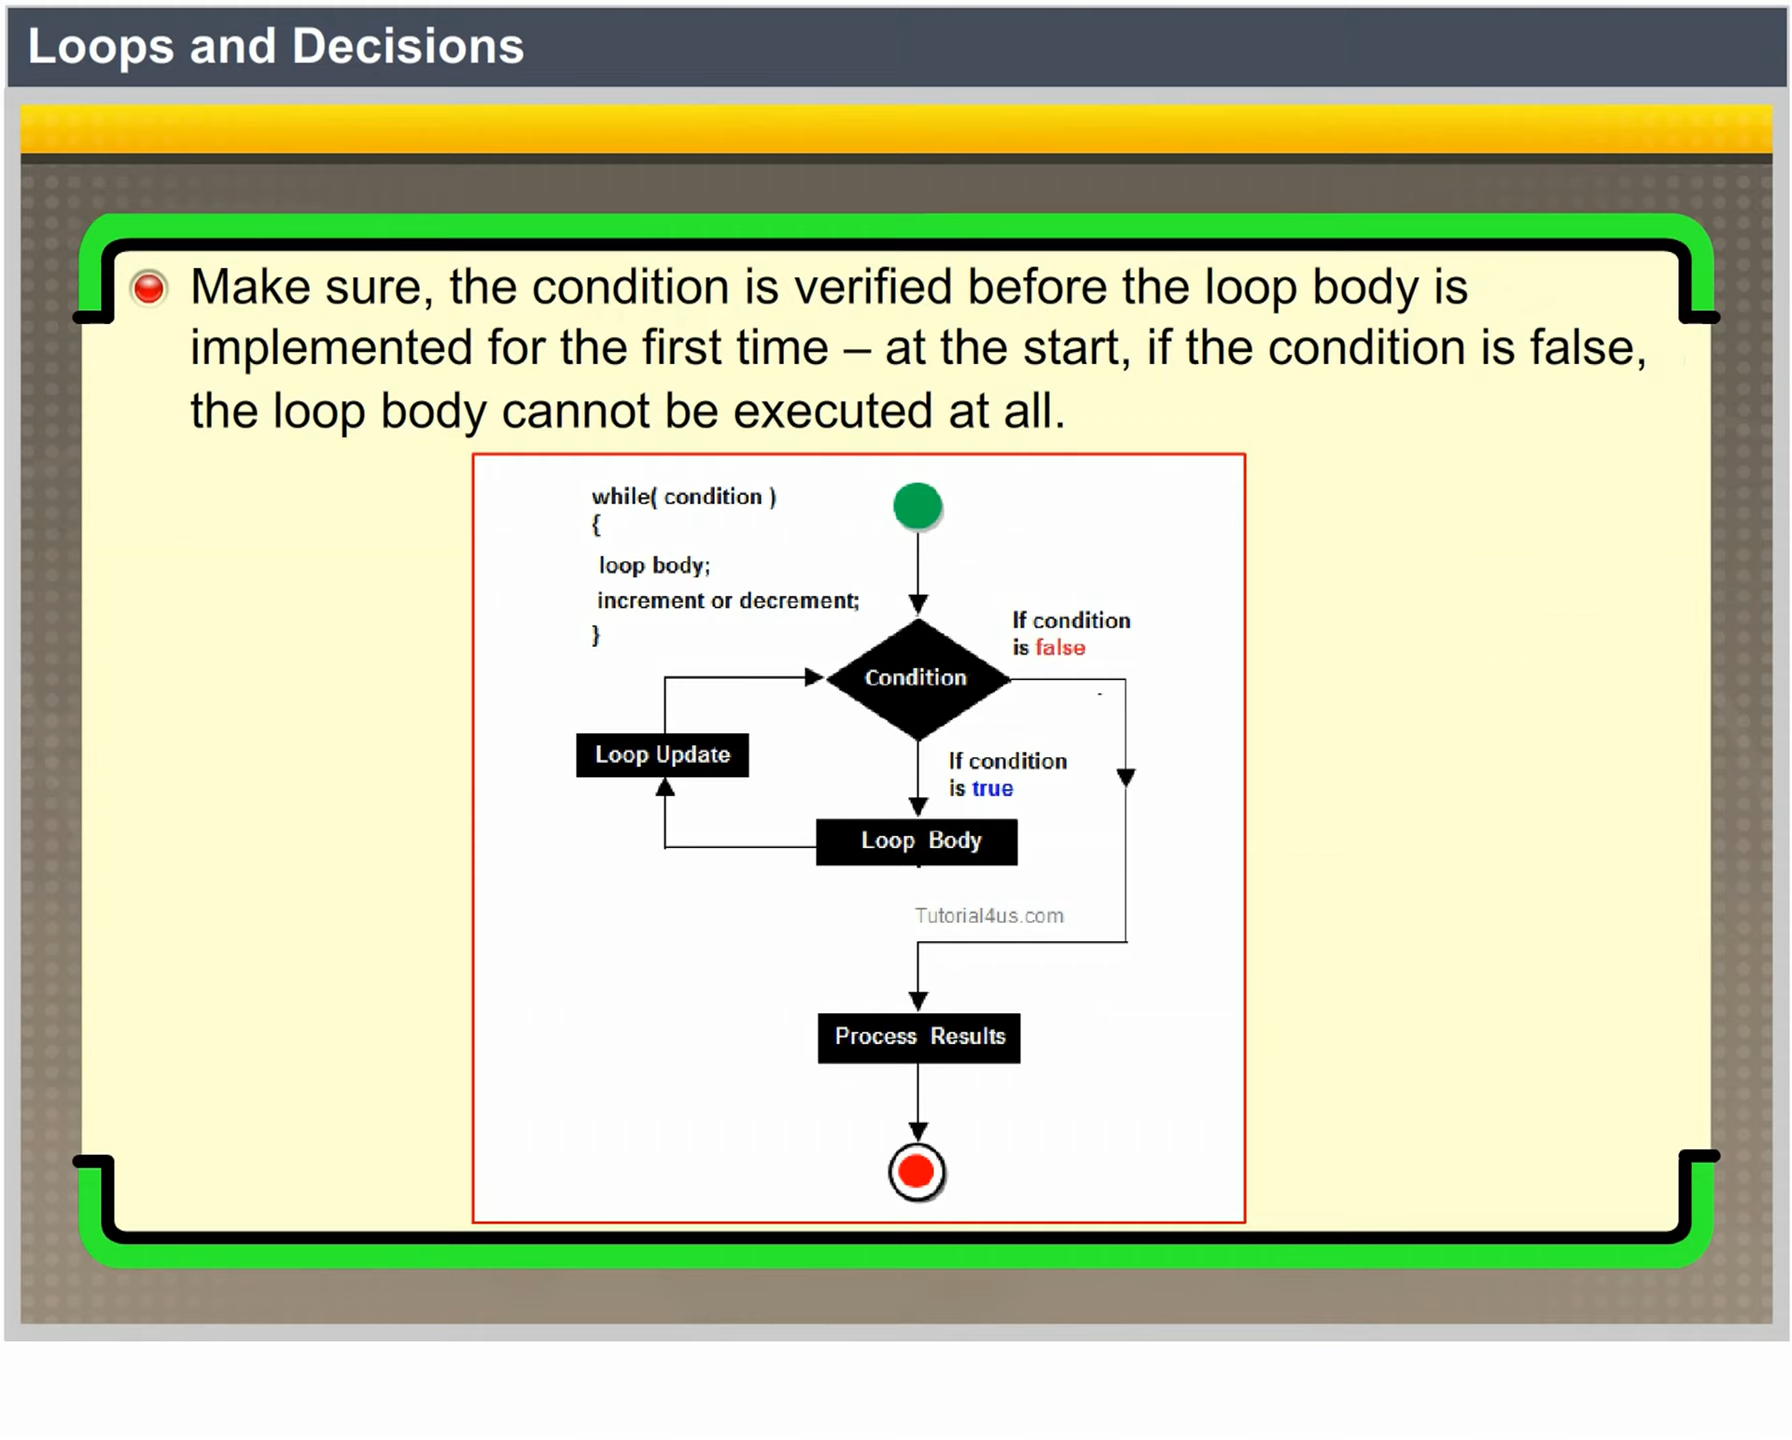 Loops and Decisions
Make sure, the condition is verified before the loop body is
implemented for the first time – at the start, if the condition is false,
the loop body cannot be executed at all.
while( condition )
{
loop body;
increment or decrement;
}
If condition
is false
Condition
Loop Update
If condition
is true
Loop Body
Tutorial4us.com
Process Results